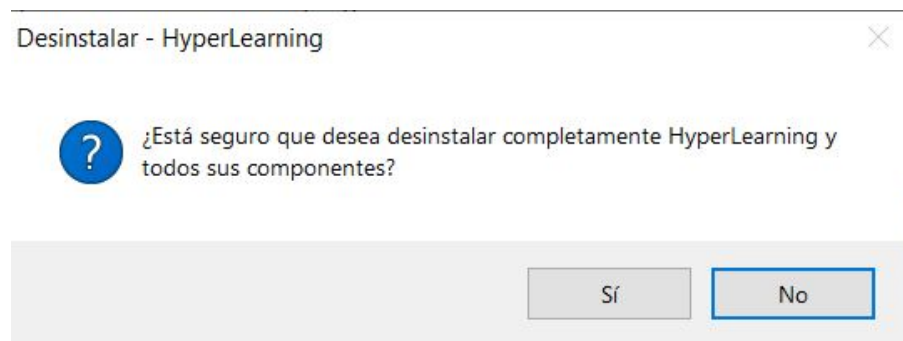 Desinstalar - HyperLearning
¿Está seguro que desea desinstalar completamente HyperLearning y
todos sus componentes?
Sí
No